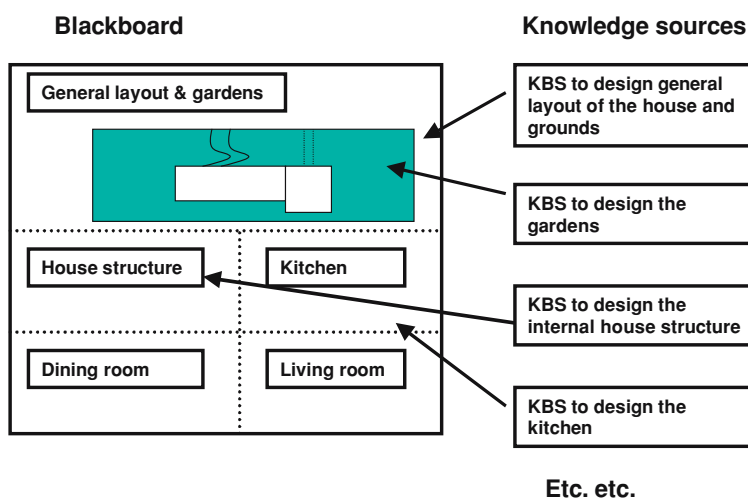 Blackboard
Knowledge sources
General layout & gardens
House structure
Kitchen
Dining room
Living room
KBS to design general
layout of the house and
grounds
KBS to design the
gardens
KBS to design the
internal house structure
KBS to design the
kitchen
Etc. etc.